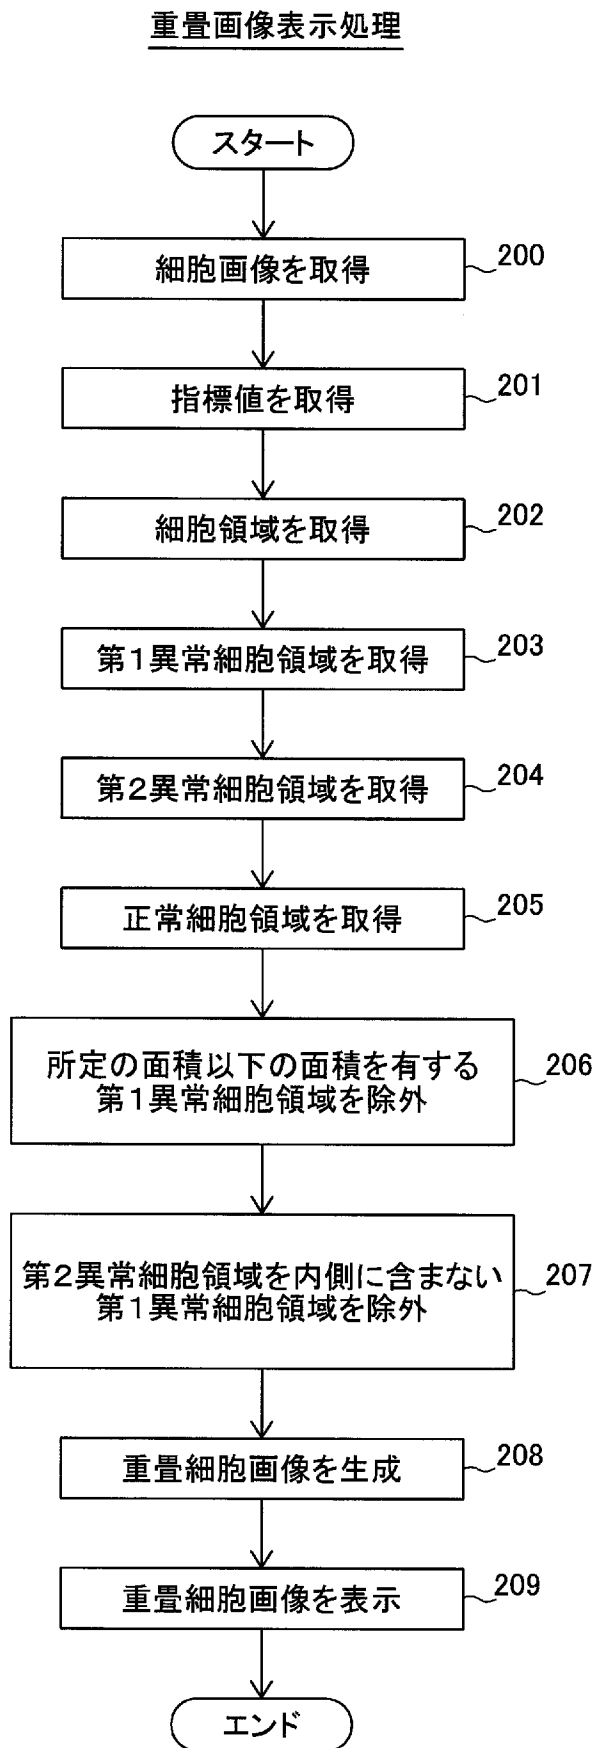 重畳画像表示処理
スタート
細胞画像を取得
200
指標値を取得
201
細胞領域を取得
202
第1異常細胞領域を取得
203
第2異常細胞領域を取得
204
正常細胞領域を取得
205
所定の面積以下の面積を有する
第1異常細胞領域を除外
206
第2異常細胞領域を内側に含まない
第1異常細胞領域を除外
207
重畳細胞画像を生成
208
重畳細胞画像を表示
209
エンド